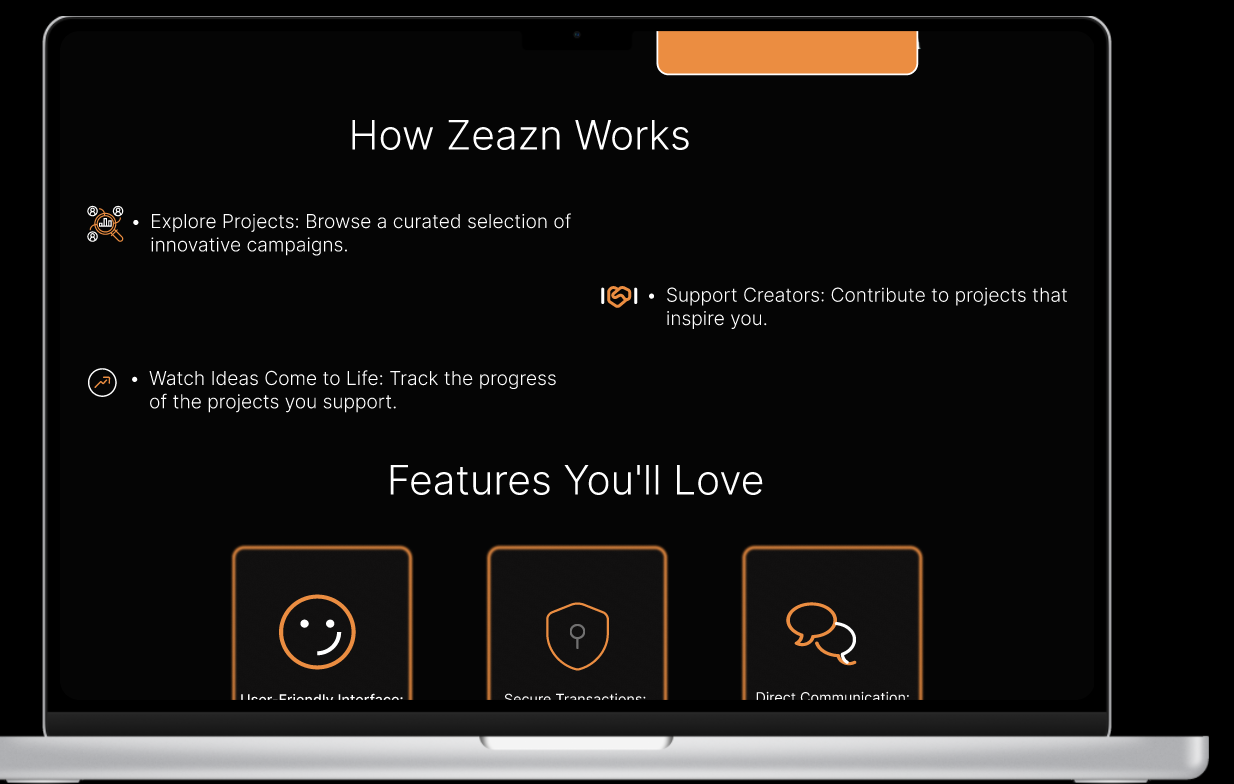 How Zeazn Works
• Explore Projects: Browse a curated selection of
innovative campaigns.
• Support Creators: Contribute to projects that
inspire you.
• Watch Ideas Come to Life: Track the progress
of the projects you support.
Features You'll Love
User-Friendly Interface:
Secure Transactions:
Direct Communication: